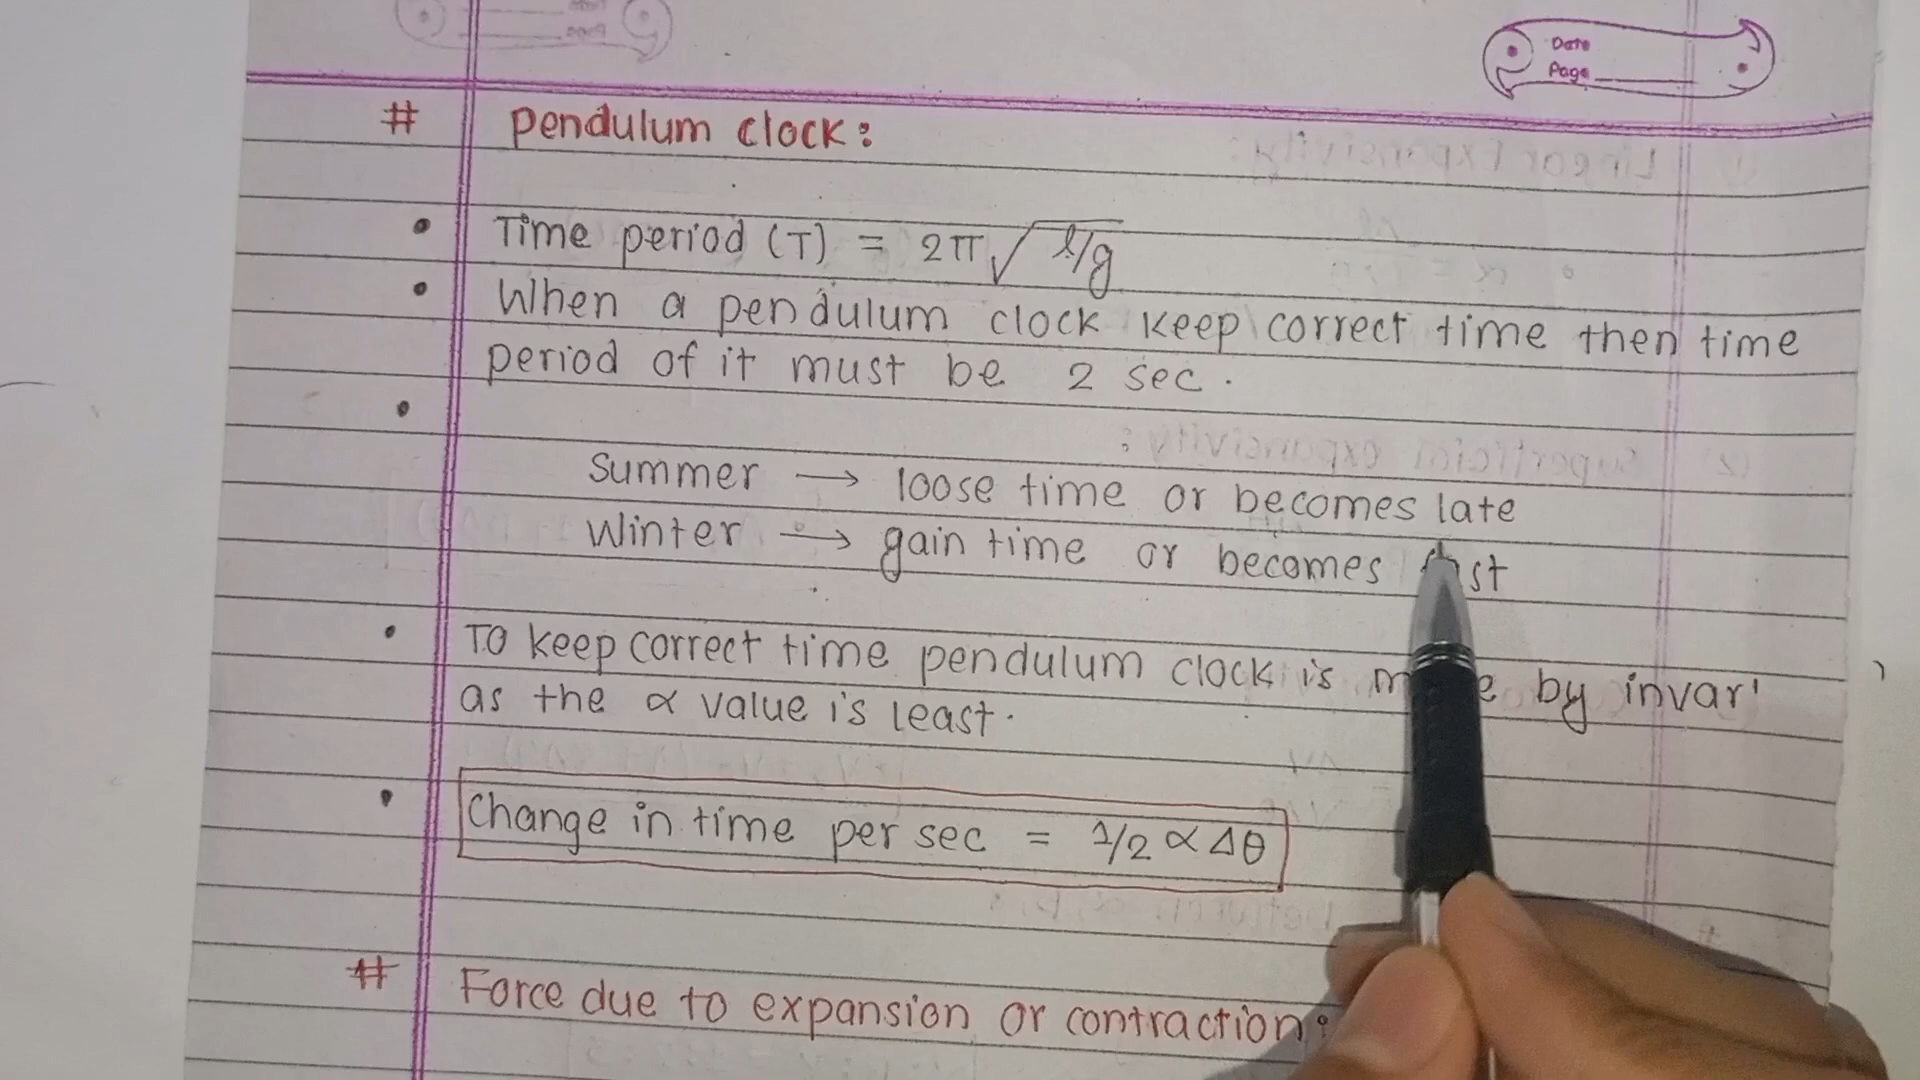 Date
Page
# Pendulum clock:
• Time period (T) = 2π√l/g
• When a pendulum clock keep correct time then time
period of it must be 2 sec.
•
Summer → loose time or becomes late
Winter → gain time or becomes
• To keep correct time pendulum clock is by invar'
as the α value is least.
• Change in time per sec = 1/2 α Δθ
# Force due to expansion or contraction: